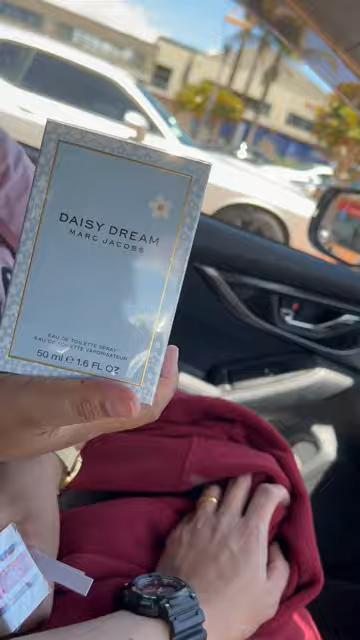 DAISY DREAM
MARC JACOBS
EAU DE TOILETTE SPRAY
EAU DE TOILETTE VAPORISATEUR
50 ml ℮ 1.6 FL OZ